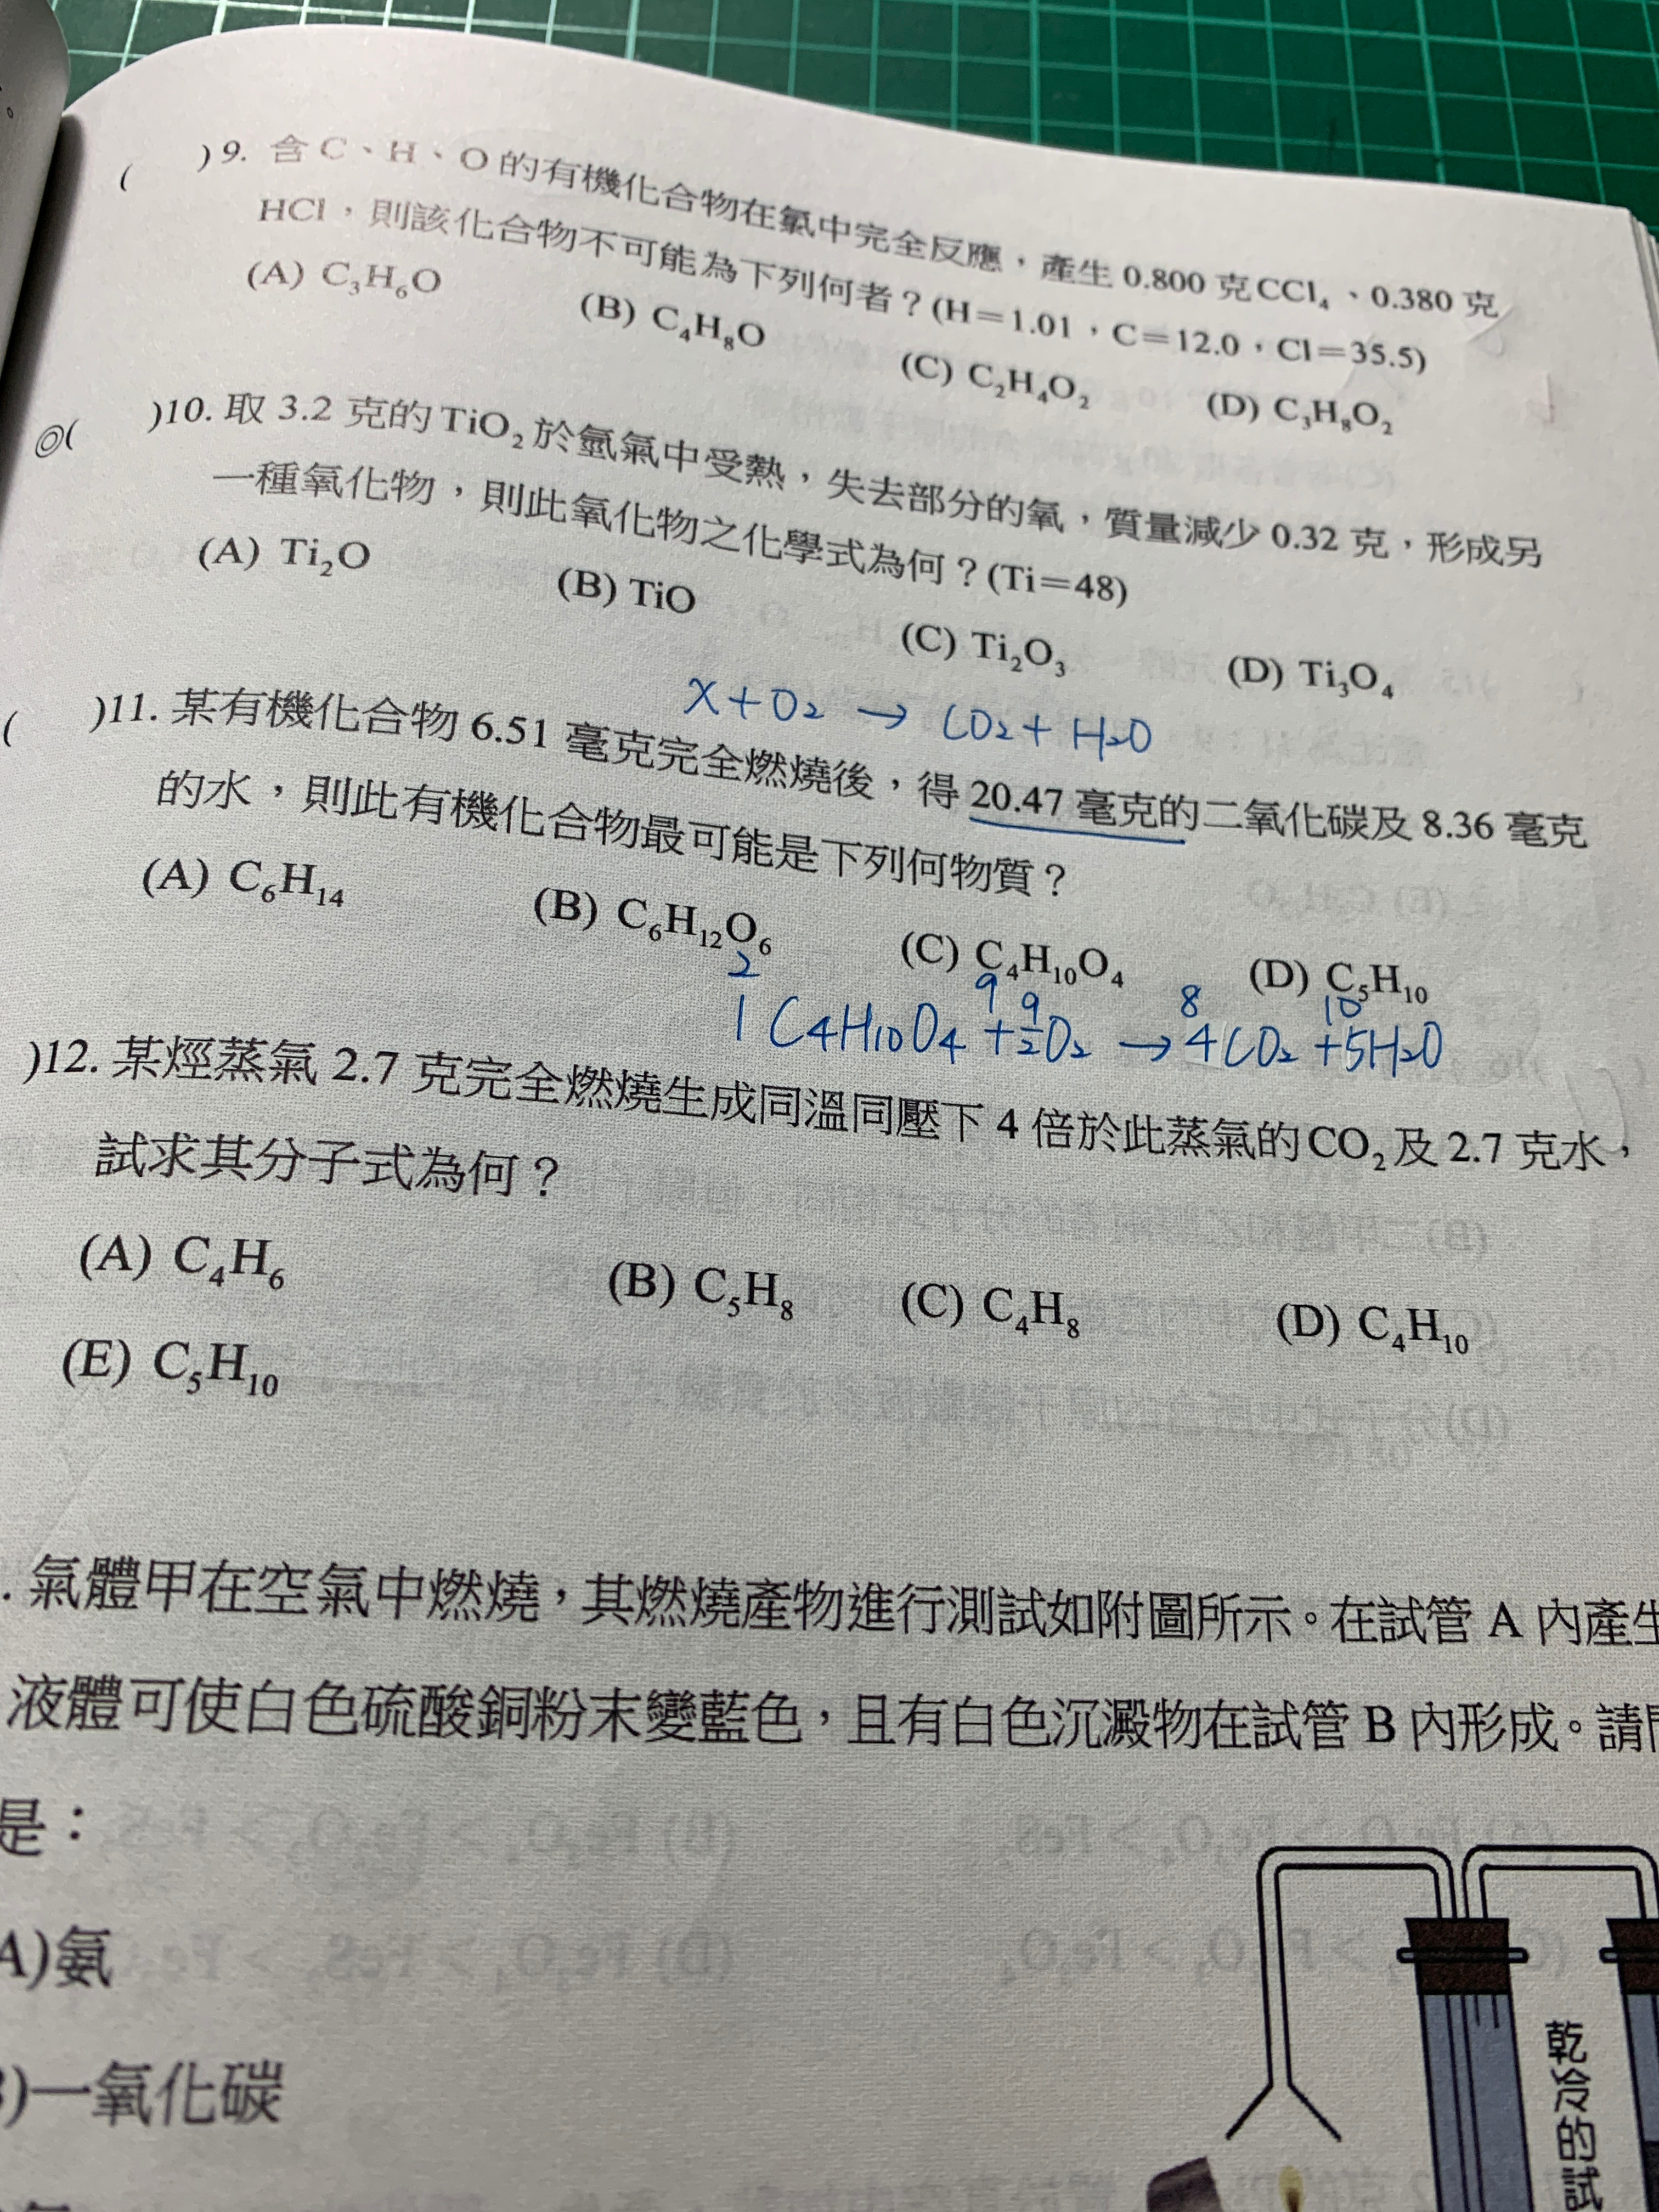 ( )9. 含C、H、O的有機化合物在氯中完全反應,產生0.800克CCl₄、0.380克
HCl,則該化合物不可能為下列何者?(H=1.01,C=12.0,Cl=35.5)
(A) C₃H₆O (B) C₄H₈O (C) C₂H₄O₂ (D) C₃H₈O₂
◎( )10. 取3.2克的TiO₂於氫氣中受熱,失去部分的氧,質量減少0.32克,形成另
一種氧化物,則此氧化物之化學式為何?(Ti=48)
(A) Ti₂O (B) TiO (C) Ti₂O₃ (D) Ti₃O₄
X+O₂ → CO₂+H₂O
( )11. 某有機化合物6.51毫克完全燃燒後,得20.47毫克的二氧化碳及8.36毫克
的水,則此有機化合物最可能是下列何物質?
(A) C₆H₁₄ (B) C₆H₁₂O₆ (C) C₄H₁₀O₄ (D) C₅H₁₀
2 9 8 10
1 C₄H₁₀O₄ + 9/2 O₂ → 4CO₂ + 5H₂O
)12. 某烴蒸氣2.7克完全燃燒生成同溫同壓下4倍於此蒸氣的CO₂及2.7克水,
試求其分子式為何?
(A) C₄H₆ (B) C₅H₈ (C) C₄H₈ (D) C₄H₁₀
(E) C₅H₁₀
. 氣體甲在空氣中燃燒,其燃燒產物進行測試如附圖所示。在試管A內產生
液體可使白色硫酸銅粉末變藍色,且有白色沉澱物在試管B內形成。請問
是:
A)氨
)一氧化碳
乾冷的試